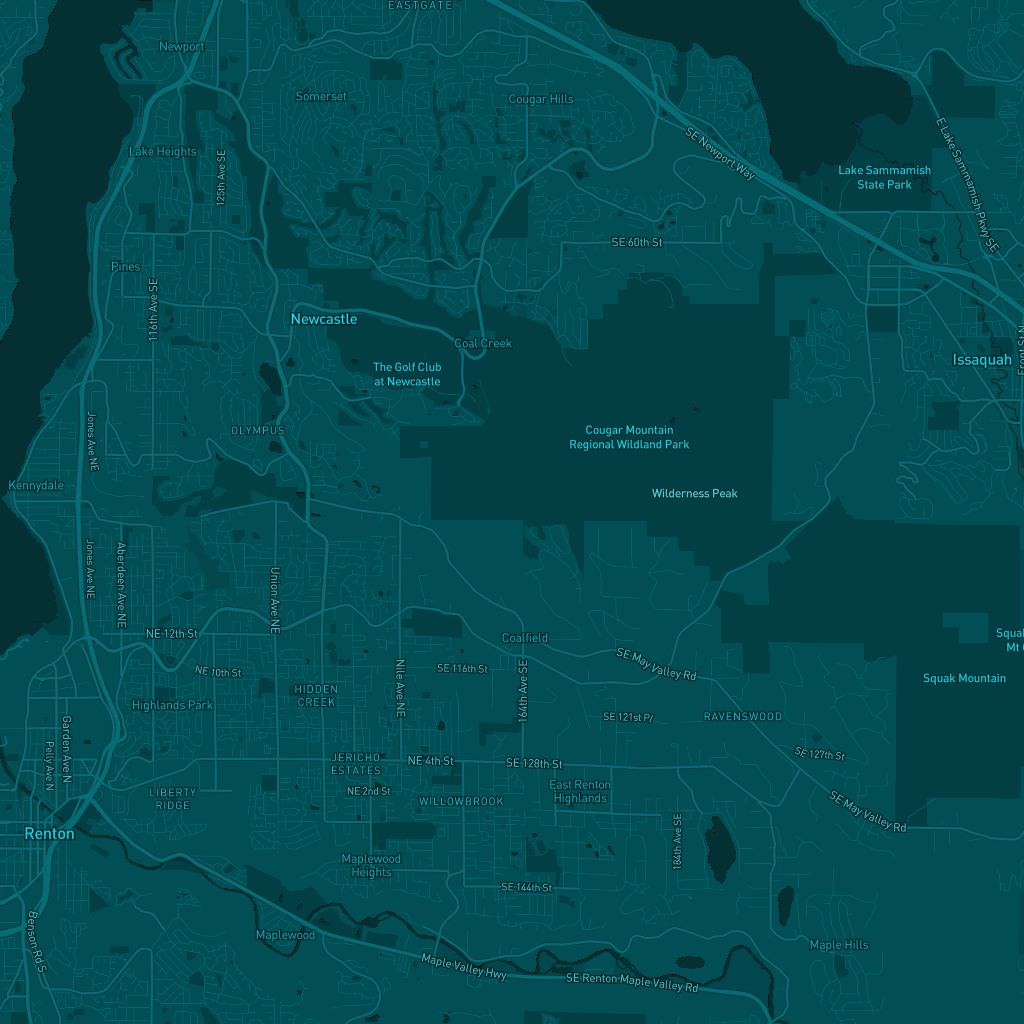 EASTGATE
Newport
Somerset
Cougar Hills
SE Newport Way
E Lake Sammamish Pkwy SE
Lake Heights
125th Ave SE
Lake Sammamish
State Park
SE 60th St
Pines
116th Ave SE
Newcastle
Coal Creek
Front St N
Issaquah
The Golf Club
at Newcastle
Jones Ave NE
OLYMPUS
Cougar Mountain
Regional Wildland Park
Kennydale
Wilderness Peak
Jones Ave NE
Aberdeen Ave NE
Union Ave NE
NE 12th St
Coalfield
Squak
Mt
NE 10th St
Nile Ave NE
SE 116th St
164th Ave SE
SE May Valley Rd
Squak Mountain
HIDDEN
CREEK
Highlands Park
Garden Ave N
Pelly Ave N
SE 121st Pl
RAVENSWOOD
JERICHO
ESTATES
NE 4th St
SE 128th St
SE 127th St
LIBERTY
RIDGE
NE 2nd St
WILLOWBROOK
East Renton
Highlands
SE May Valley Rd
Renton
184th Ave SE
Maplewood
Heights
SE 144th St
Benson Rd S
Maplewood
Maple Hills
Maple Valley Hwy
SE Renton Maple Valley Rd